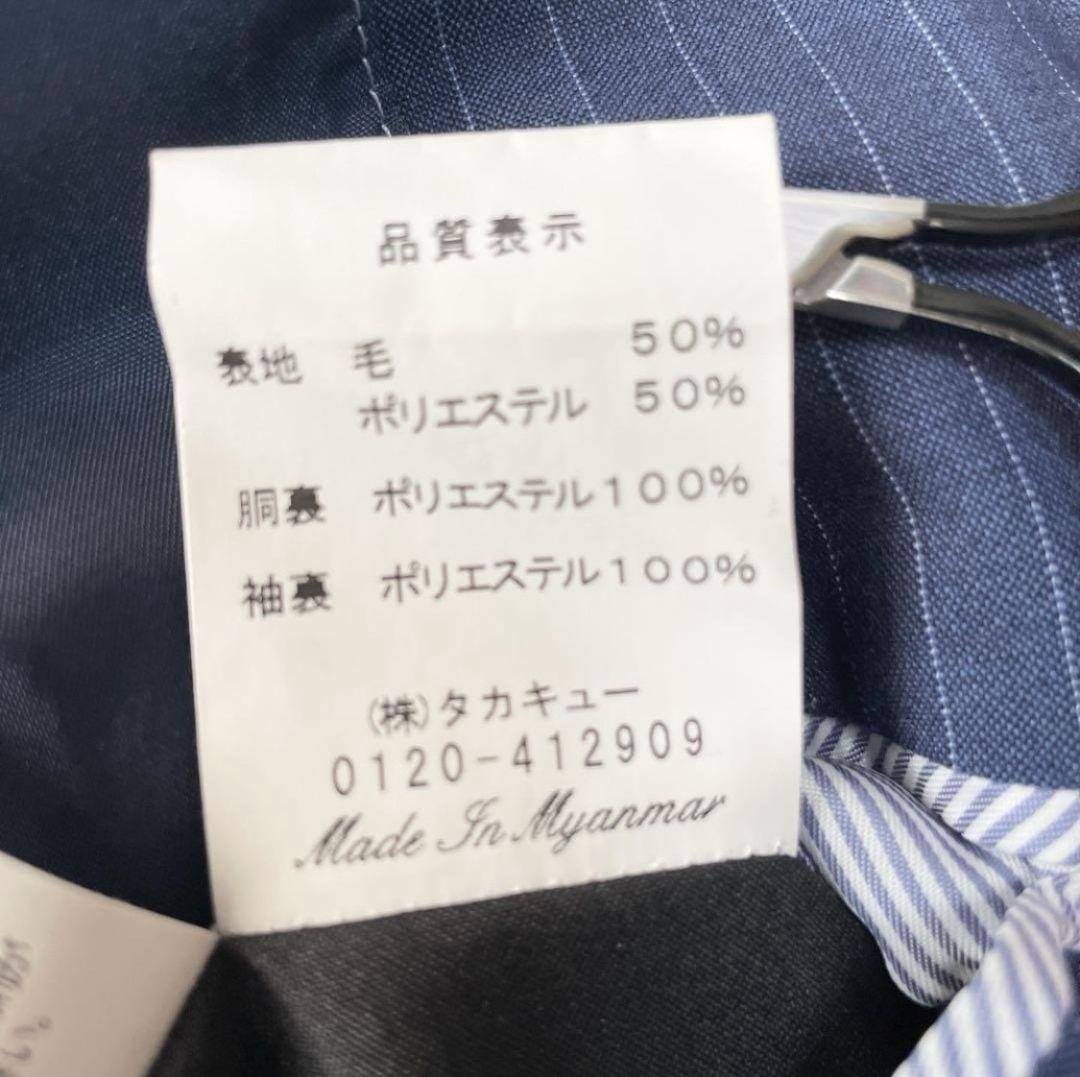 品質表示
表地 毛 50%
ポリエステル 50%
胴裏 ポリエステル100%
袖裏 ポリエステル100%
(株)タカキュー
0120-412909
Made In Myanmar